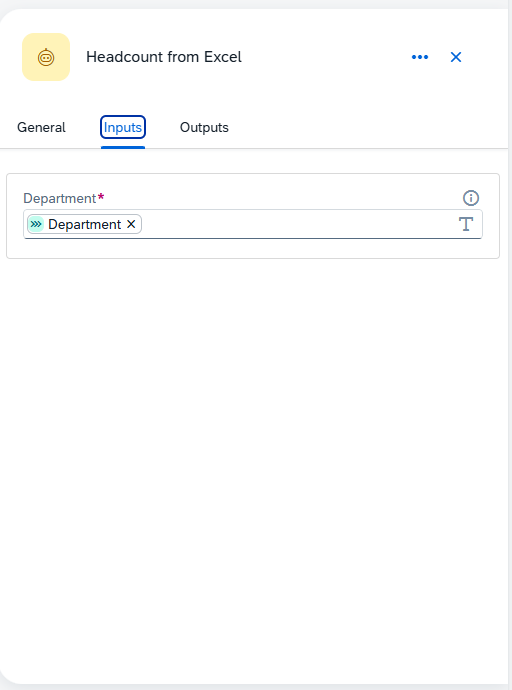 Headcount from Excel
General Inputs Outputs
Department*
Department